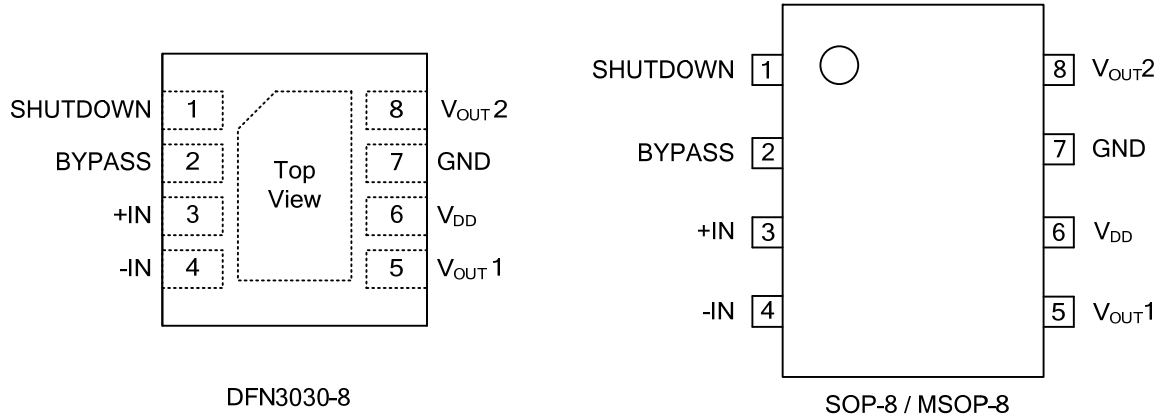 SHUTDOWN 1 8 VOUT2
BYPASS 2 7 GND
+IN 3 6 VDD
-IN 4 5 VOUT1
Top
View
DFN3030-8
SHUTDOWN 1 8 VOUT2
BYPASS 2 7 GND
+IN 3 6 VDD
-IN 4 5 VOUT1
SOP-8 / MSOP-8